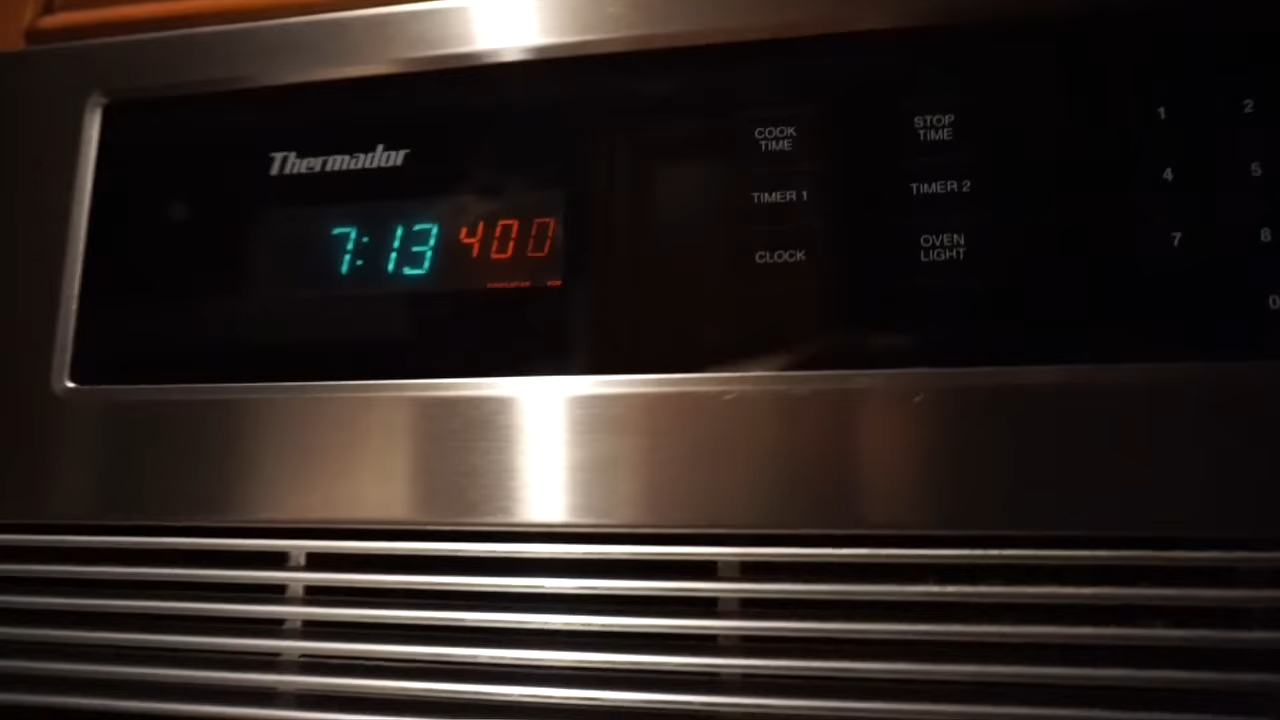 Thermador
7:13 400
COOK
TIME
STOP
TIME
1 2
TIMER 1
TIMER 2
4 5
CLOCK
OVEN
LIGHT
7 8
0